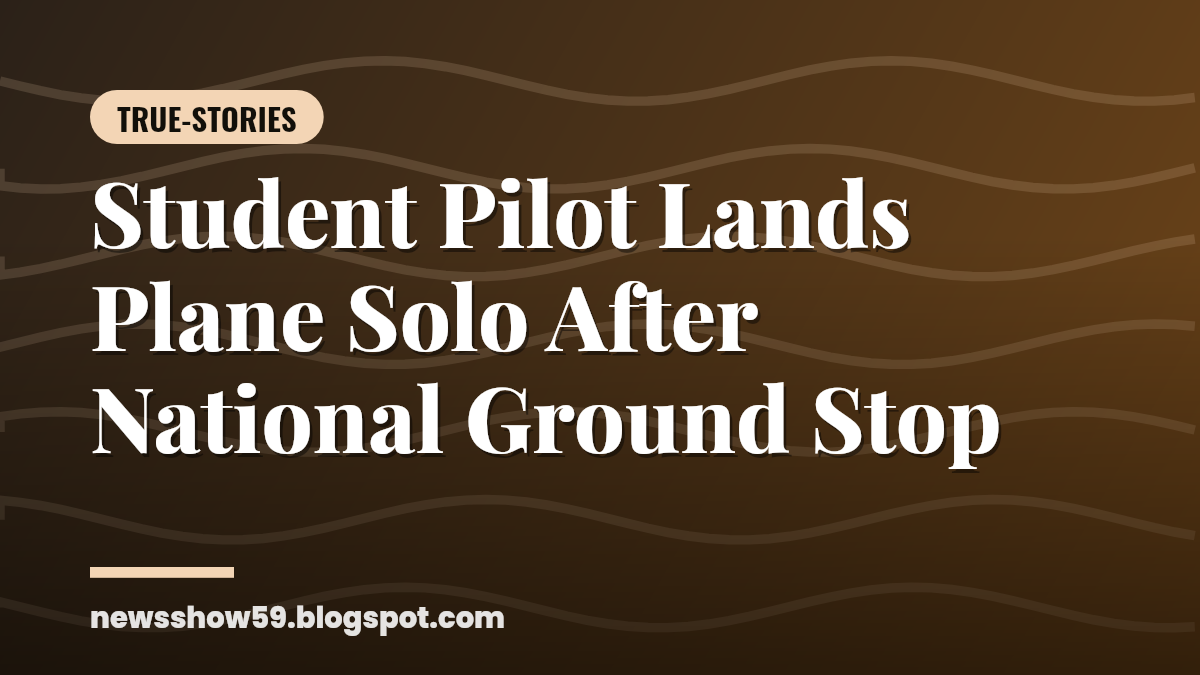 TRUE-STORIES
Student Pilot Lands
Plane Solo After
National Ground Stop
newsshow59.blogspot.com